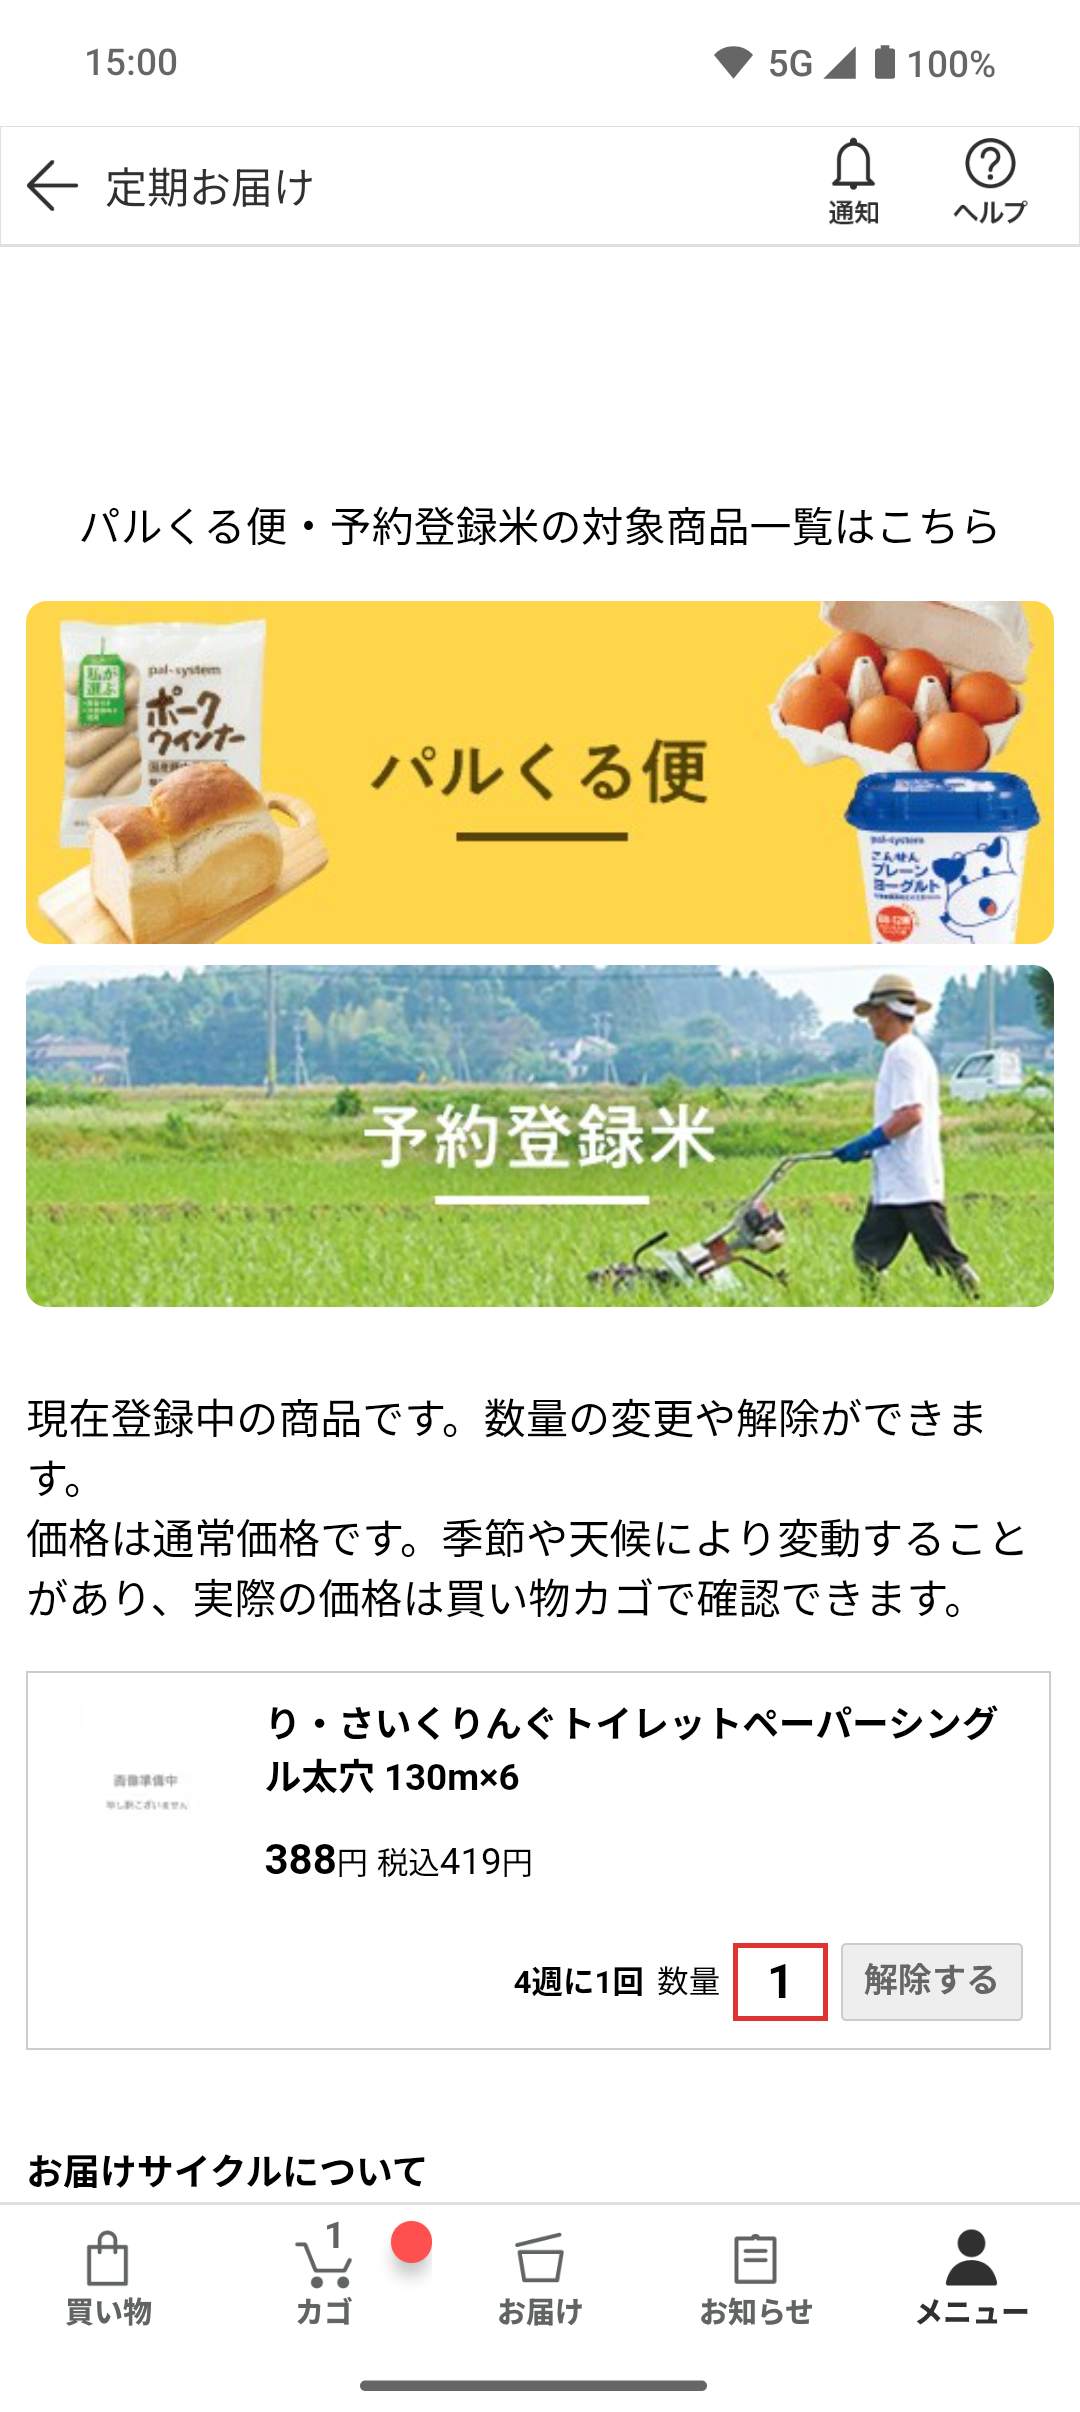 15:00
5G 100%
定期お届け
通知
ヘルプ
パルくる便・予約登録米の対象商品一覧はこちら
私が
選ぶ
pal-system
ポーク
ウインナー
パルくる便
pal-system
こんせん
プレーン
ヨーグルト
予約登録米
現在登録中の商品です。数量の変更や解除ができま
す。
価格は通常価格です。季節や天候により変動すること
があり、実際の価格は買い物カゴで確認できます。
画像準備中
申し訳ございません
り・さいくりんぐトイレットペーパーシング
ル太穴 130m×6
388円 税込419円
4週に1回 数量 1 解除する
お届けサイクルについて
1
買い物
カゴ
お届け
お知らせ
メニュー